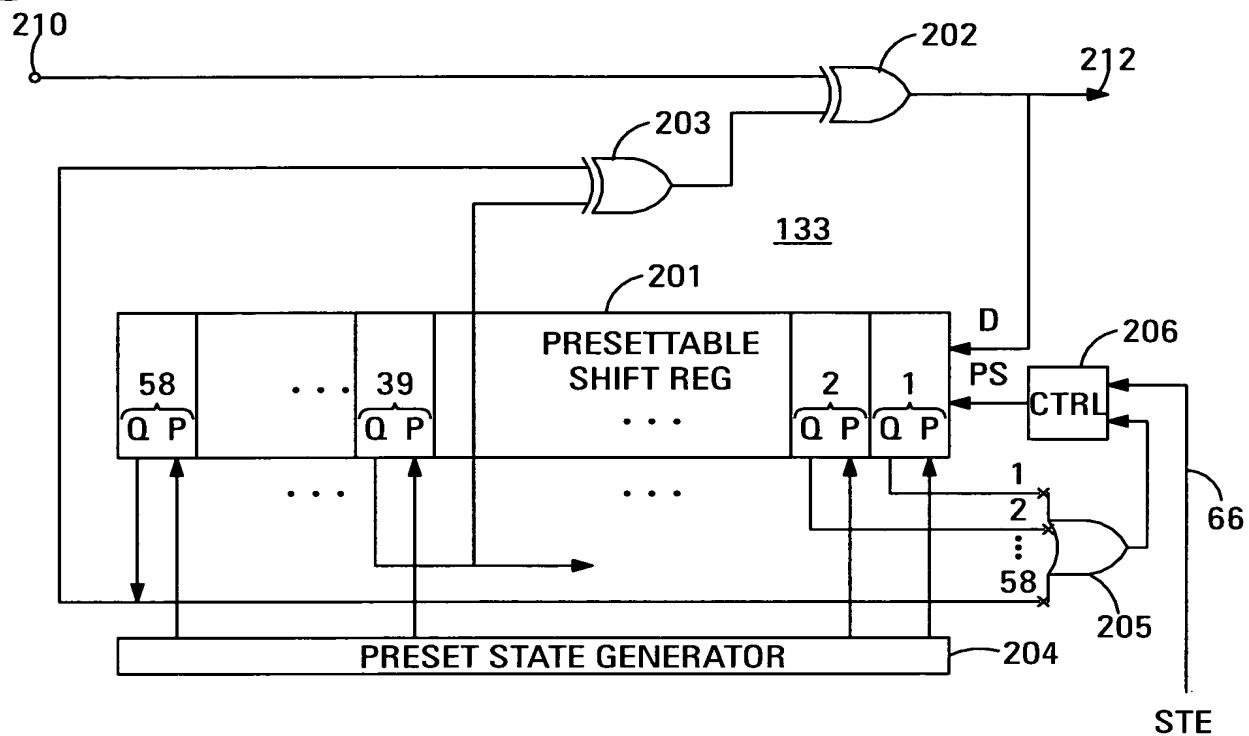 210
202
212
203
133
201
D
206
PRESETTABLE
SHIFT REG
PS
58
. . .
39
2
1
CTRL
Q P
Q P
. . .
Q P
Q P
. . .
. . .
1
2
66
58
205
PRESET STATE GENERATOR
204
STE